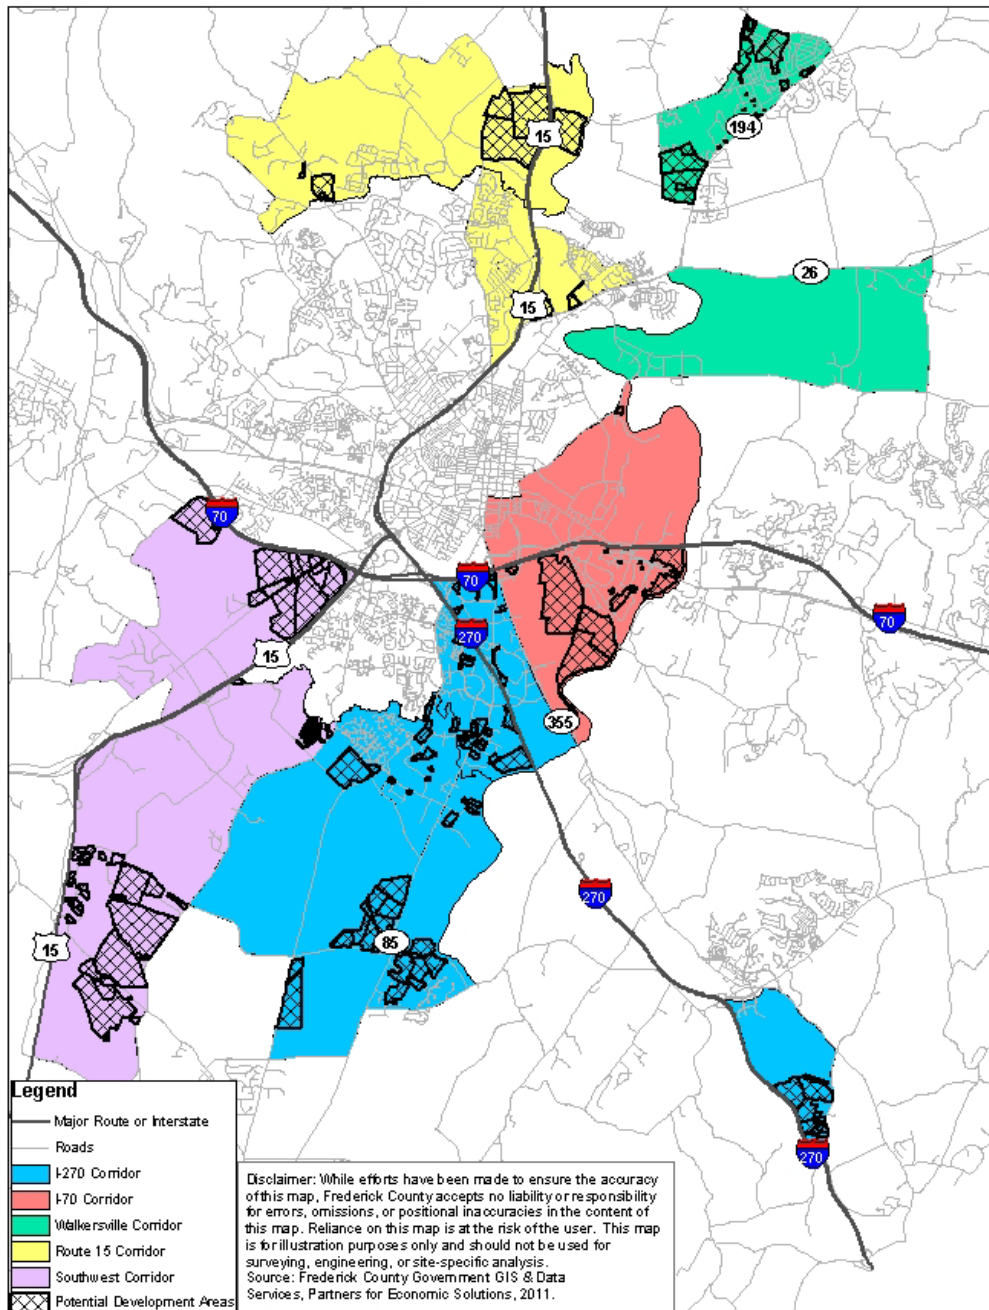 15
194
26
15
70
70
270
70
15
355
270
15
85
270
Legend
Major Route or Interstate
Roads
I-270 Corridor
I-70 Corridor
Walkersville Corridor
Route 15 Corridor
Southwest Corridor
Potential Development Areas
Disclaimer: While efforts have been made to ensure the accuracy
of this map, Frederick County accepts no liability or responsibility
for errors, omissions, or positional inaccuracies in the content of
this map. Reliance on this map is at the risk of the user. This map
is for illustration purposes only and should not be used for
surveying, engineering, or site-specific analysis.
Source: Frederick County Government GIS & Data
Services, Partners for Economic Solutions, 2011.